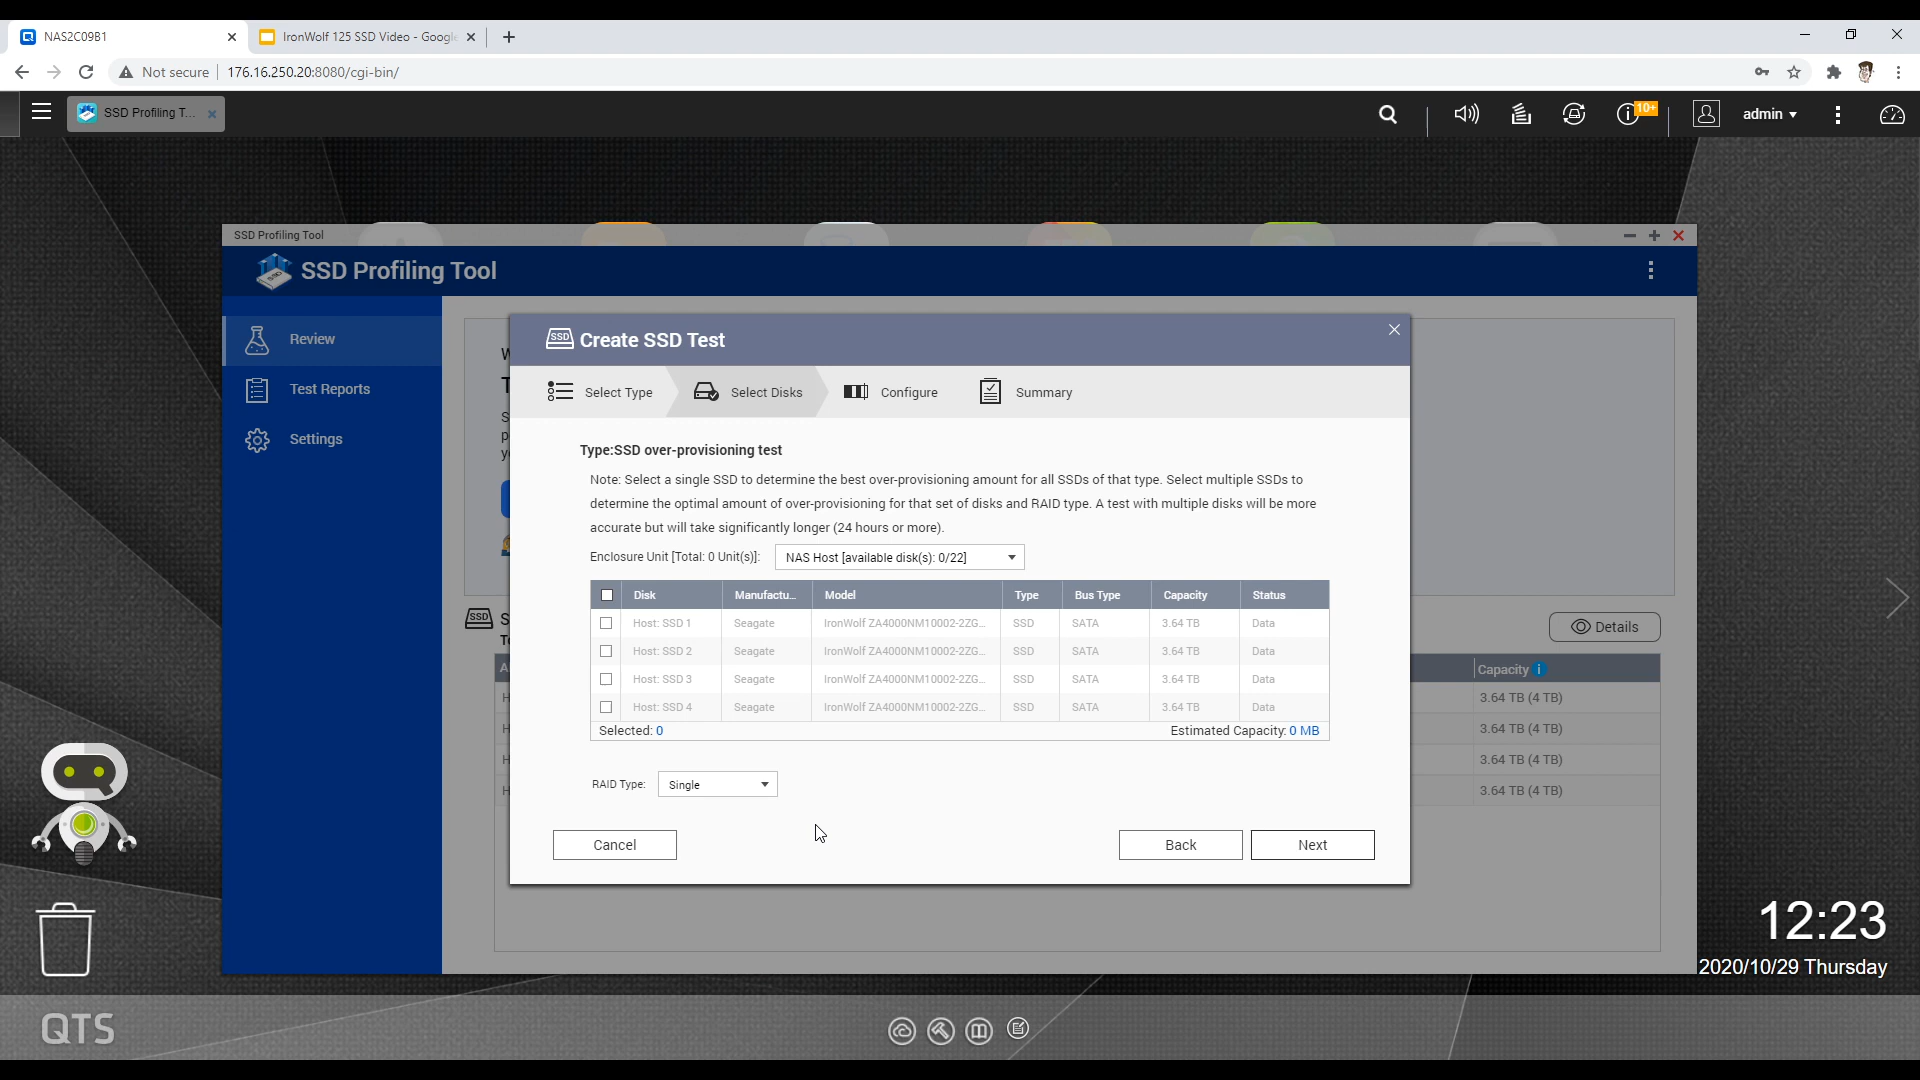 NAS2C09B1
IronWolf 125 SSD Video - Google
Not secure
176.16.250.20:8080/cgi-bin/
SSD Profiling T...
10+
admin
SSD Profiling Tool
SSD Profiling Tool
Review
Test Reports
Settings
SSD Create SSD Test
Select Type
Select Disks
Configure
Summary
Type:SSD over-provisioning test
Note: Select a single SSD to determine the best over-provisioning amount for all SSDs of that type. Select multiple SSDs to
determine the optimal amount of over-provisioning for that set of disks and RAID type. A test with multiple disks will be more
accurate but will take significantly longer (24 hours or more).
Enclosure Unit [Total: 0 Unit(s)]: NAS Host [available disk(s): 0/22]
Disk Manufactu... Model Type Bus Type Capacity Status
Host: SSD 1 Seagate IronWolf ZA4000NM10002-2ZG... SSD SATA 3.64 TB Data
Host: SSD 2 Seagate IronWolf ZA4000NM10002-2ZG... SSD SATA 3.64 TB Data
Host: SSD 3 Seagate IronWolf ZA4000NM10002-2ZG... SSD SATA 3.64 TB Data
Host: SSD 4 Seagate IronWolf ZA4000NM10002-2ZG... SSD SATA 3.64 TB Data
Selected: 0 Estimated Capacity: 0 MB
RAID Type: Single
Cancel
Back
Next
SSD
Details
Capacity
3.64 TB (4 TB)
3.64 TB (4 TB)
3.64 TB (4 TB)
3.64 TB (4 TB)
12:23
2020/10/29 Thursday
QTS